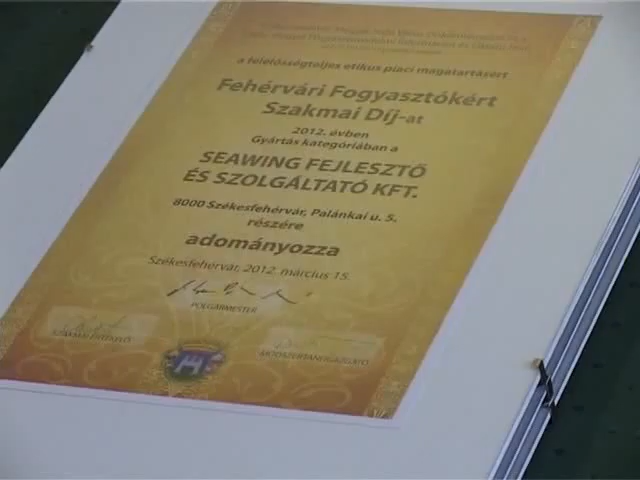 a felelősségteljes etikus piaci magatartásért
Fehérvári Fogyasztókért
Szakmai Díj-at
2012. évben
Gyártás kategóriában a
SEAWING FEJLESZTŐ
ÉS SZOLGÁLTATÓ KFT.
8000 Székesfehérvár, Palánkai u. 5.
részére
adományozza
Székesfehérvár, 2012. március 15.
POLGÁRMESTER
SZAKMAI